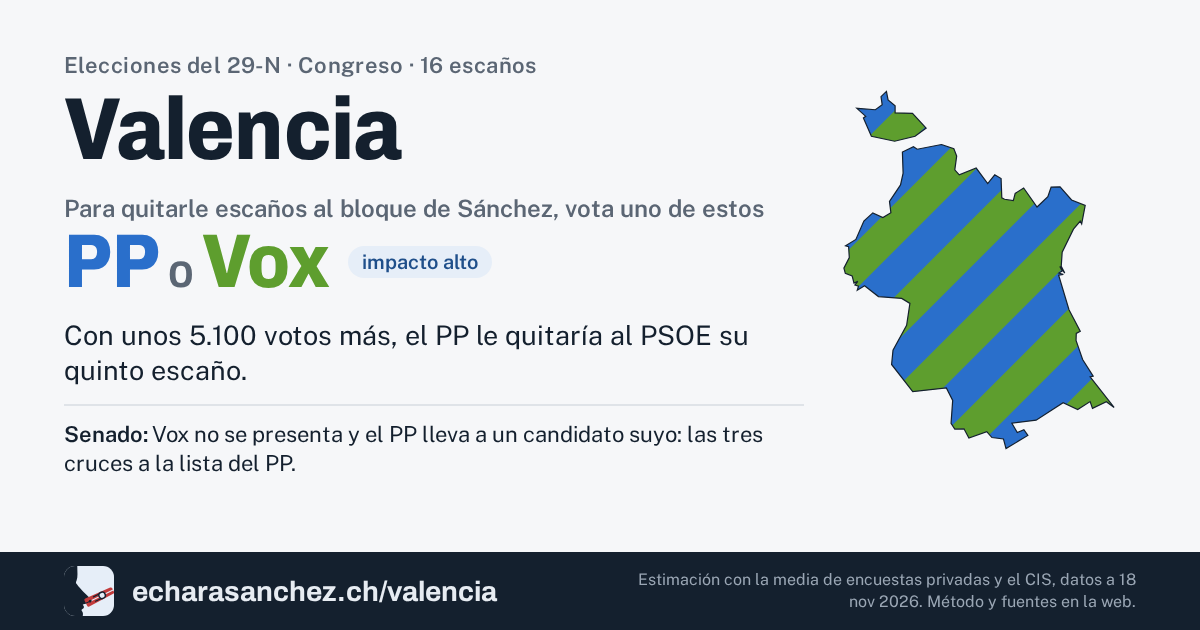 Elecciones del 29-N · Congreso · 16 escaños
Valencia
Para quitarle escaños al bloque de Sánchez, vota uno de estos
PP o Vox impacto alto
Con unos 5.100 votos más, el PP le quitaría al PSOE su
quinto escaño.
Senado: Vox no se presenta y el PP lleva a un candidato suyo: las tres
cruces a la lista del PP.
echarasanchez.ch/valencia
Estimación con la media de encuestas privadas y el CIS, datos a 18
nov 2026. Método y fuentes en la web.